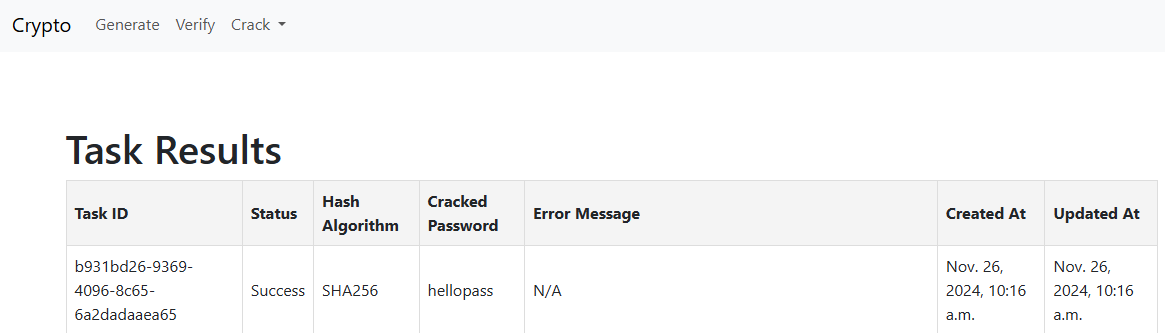 Crypto Generate Verify Crack
Task Results
Task ID Status Hash Algorithm Cracked Password Error Message Created At Updated At
b931bd26-9369-4096-8c65-6a2dadaaea65 Success SHA256 hellopass N/A Nov. 26, 2024, 10:16 a.m. Nov. 26, 2024, 10:16 a.m.